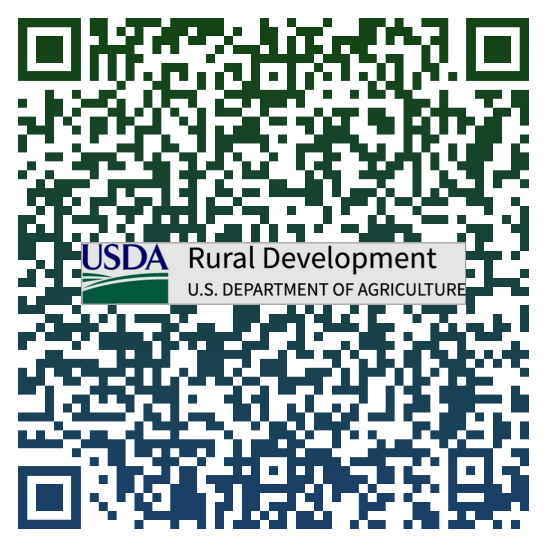 USDA
Rural Development
U.S. DEPARTMENT OF AGRICULTURE